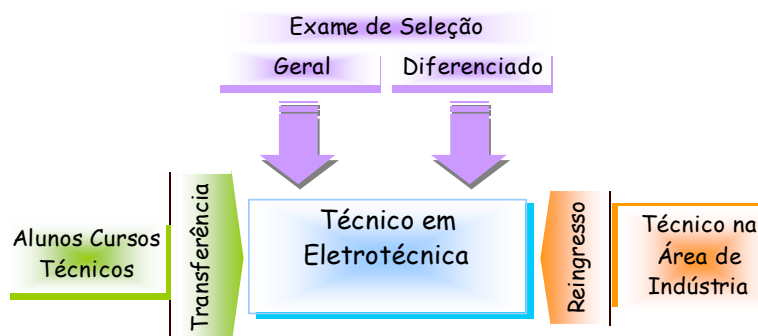 Exame de Seleção
Geral
Diferenciado
Alunos Cursos
Técnicos
Transferência
Técnico em
Eletrotécnica
Reingresso
Técnico na
Área de
Indústria